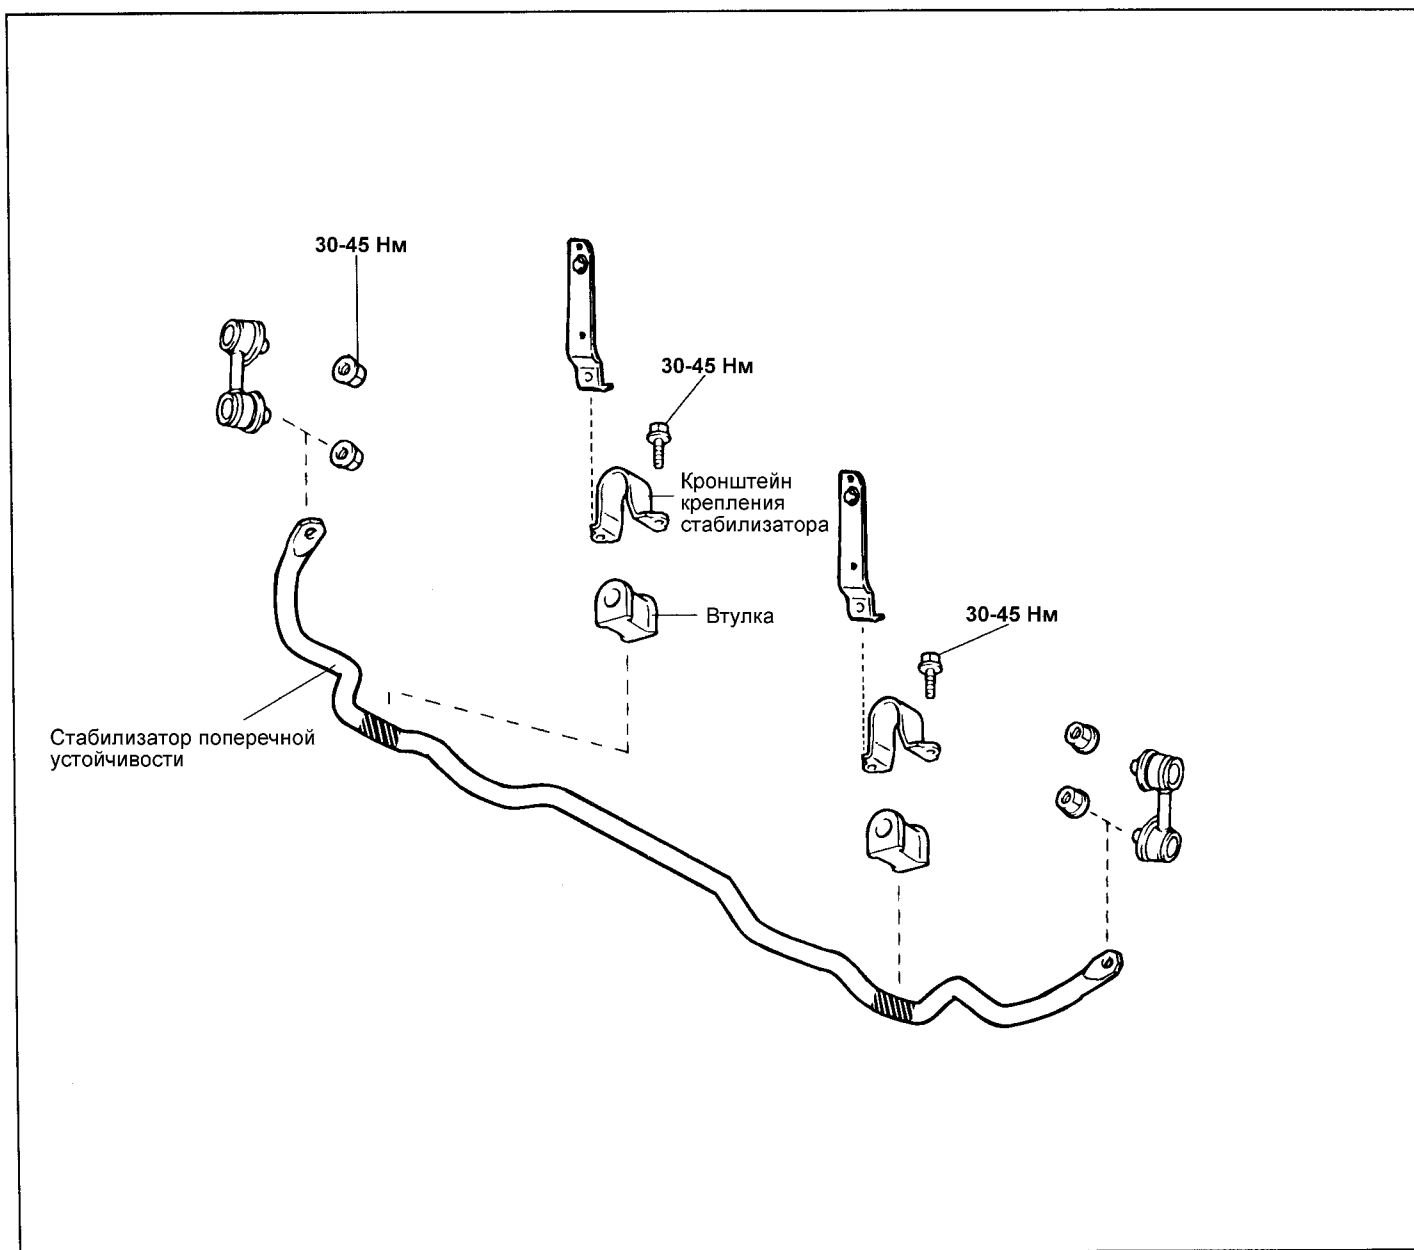 30-45 Нм
30-45 Нм
Кронштейн
крепления
стабилизатора
Втулка
30-45 Нм
Стабилизатор поперечной
устойчивости